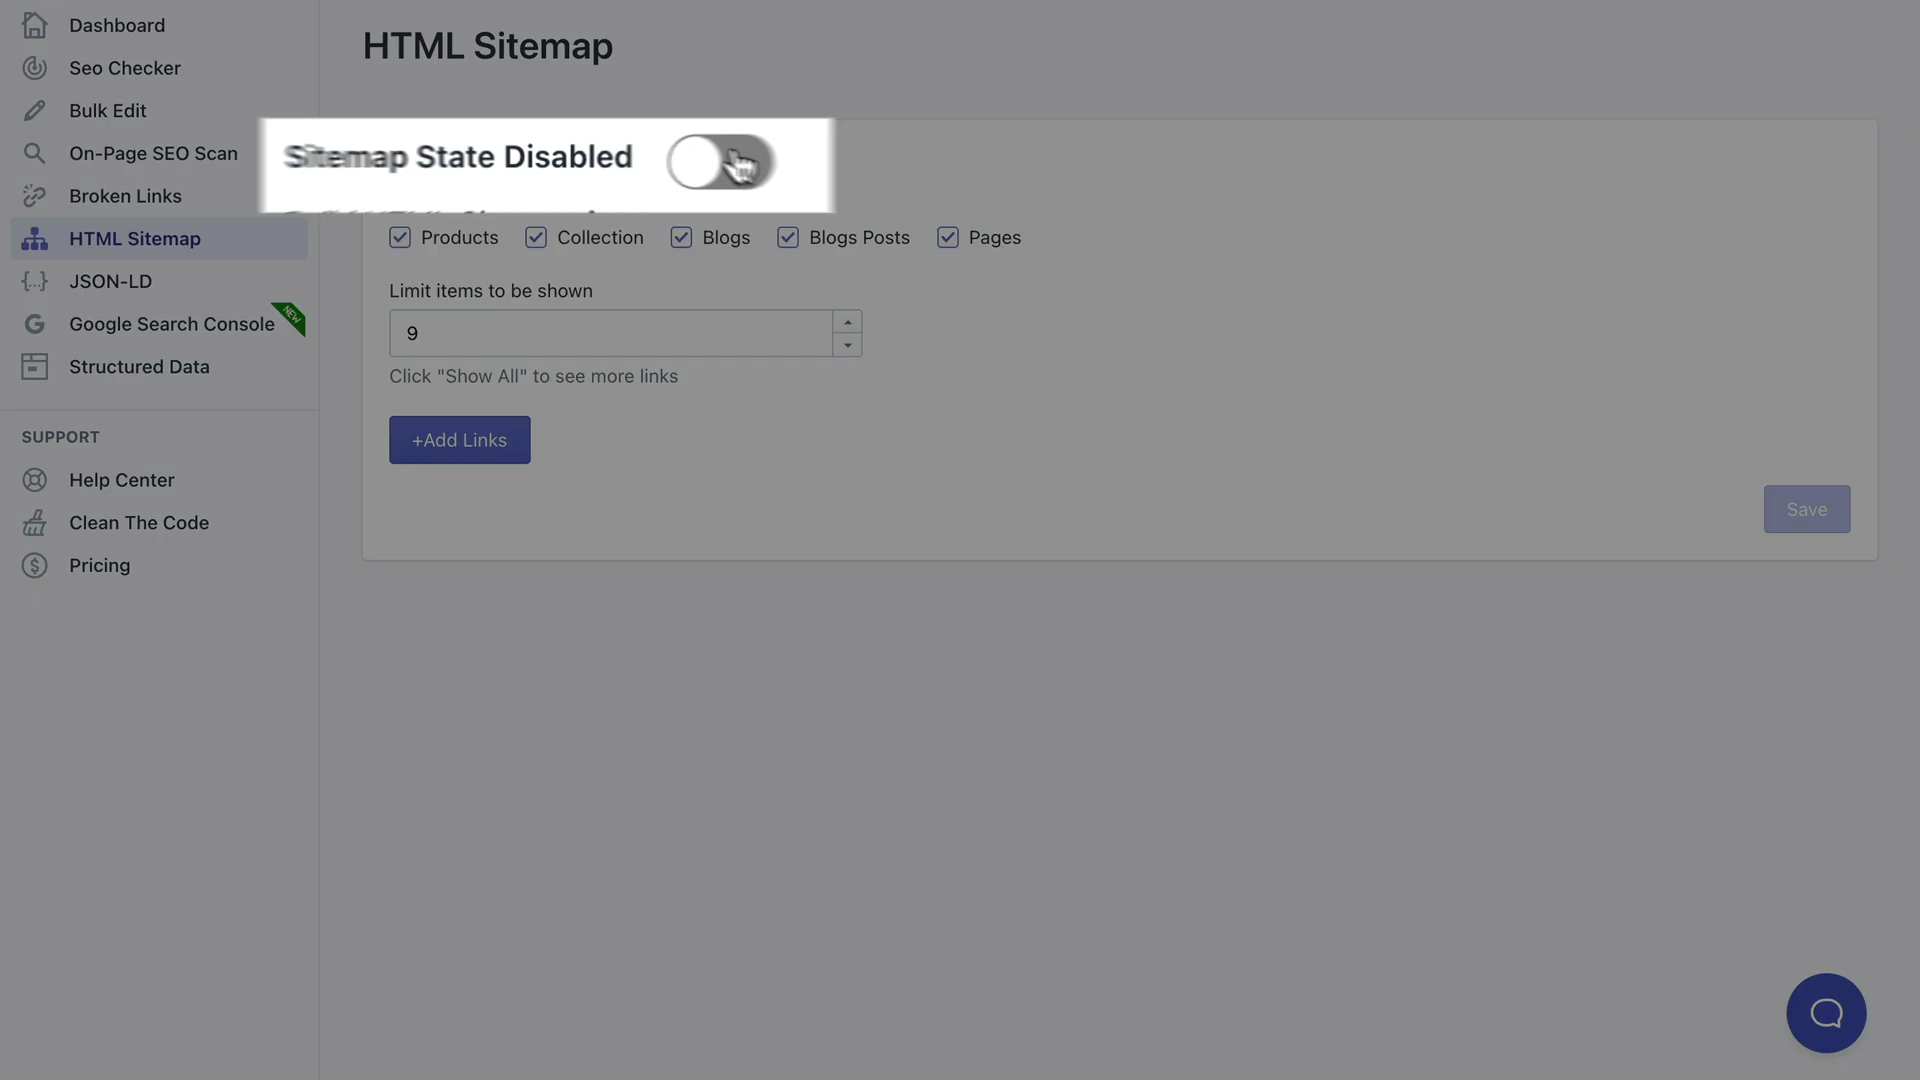 Dashboard
Seo Checker
Bulk Edit
On-Page SEO Scan
Broken Links
HTML Sitemap
JSON-LD
Google Search Console
NEW
Structured Data
SUPPORT
Help Center
Clean The Code
Pricing
HTML Sitemap
Sitemap State Disabled
Products
Collection
Blogs
Blogs Posts
Pages
Limit items to be shown
9
Click "Show All" to see more links
+Add Links
Save